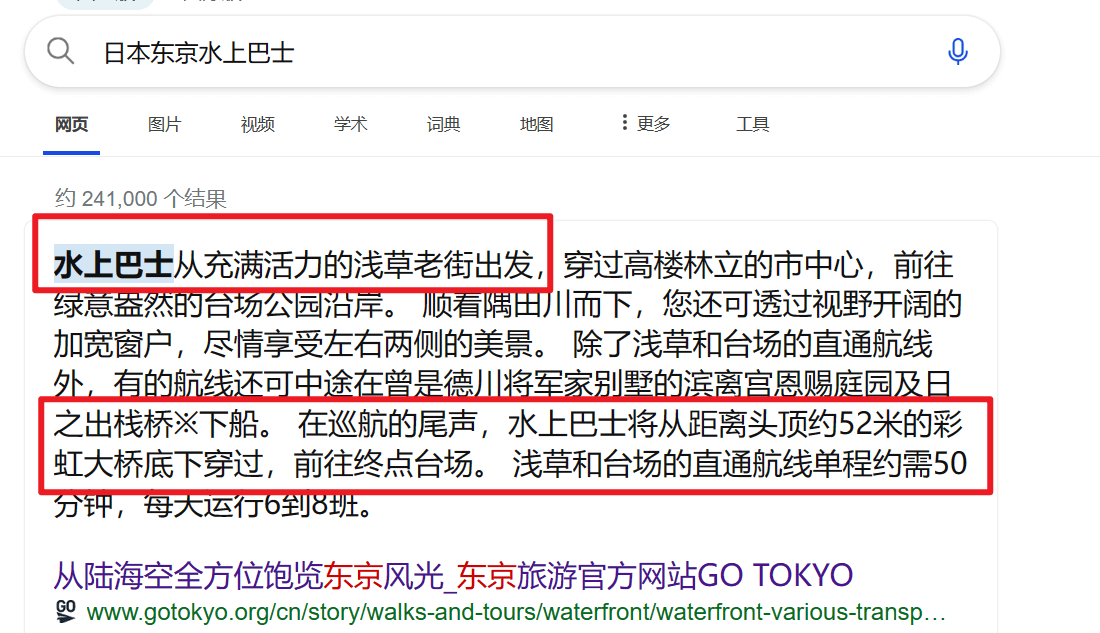 日本东京水上巴士
网页 图片 视频 学术 词典 地图 更多 工具
约 241,000 个结果
水上巴士从充满活力的浅草老街出发，穿过高楼林立的市中心，前往
绿意盎然的台场公园沿岸。 顺着隅田川而下，您还可透过视野开阔的
加宽窗户，尽情享受左右两侧的美景。 除了浅草和台场的直通航线
外，有的航线还可中途在曾是德川将军家别墅的滨离宫恩赐庭园及日
之出栈桥※下船。 在巡航的尾声，水上巴士将从距离头顶约52米的彩
虹大桥底下穿过，前往终点台场。 浅草和台场的直通航线单程约需50
分钟，每天运行6到8班。
从陆海空全方位饱览东京风光_东京旅游官方网站GO TOKYO
GO www.gotokyo.org/cn/story/walks-and-tours/waterfront/waterfront-various-transp…